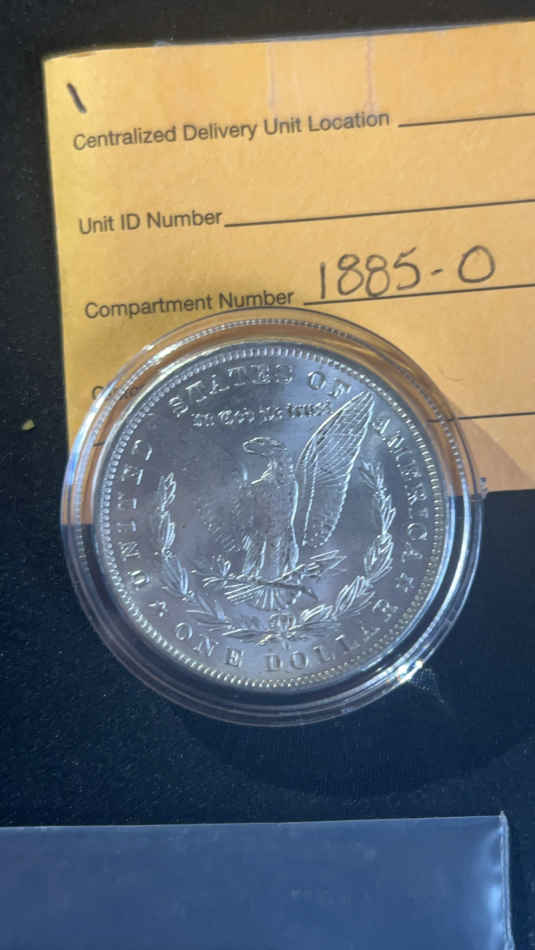 Centralized Delivery Unit Location
Unit ID Number
Compartment Number 1885-O
UNITED STATES OF AMERICA
In God We Trust
ONE DOLLAR